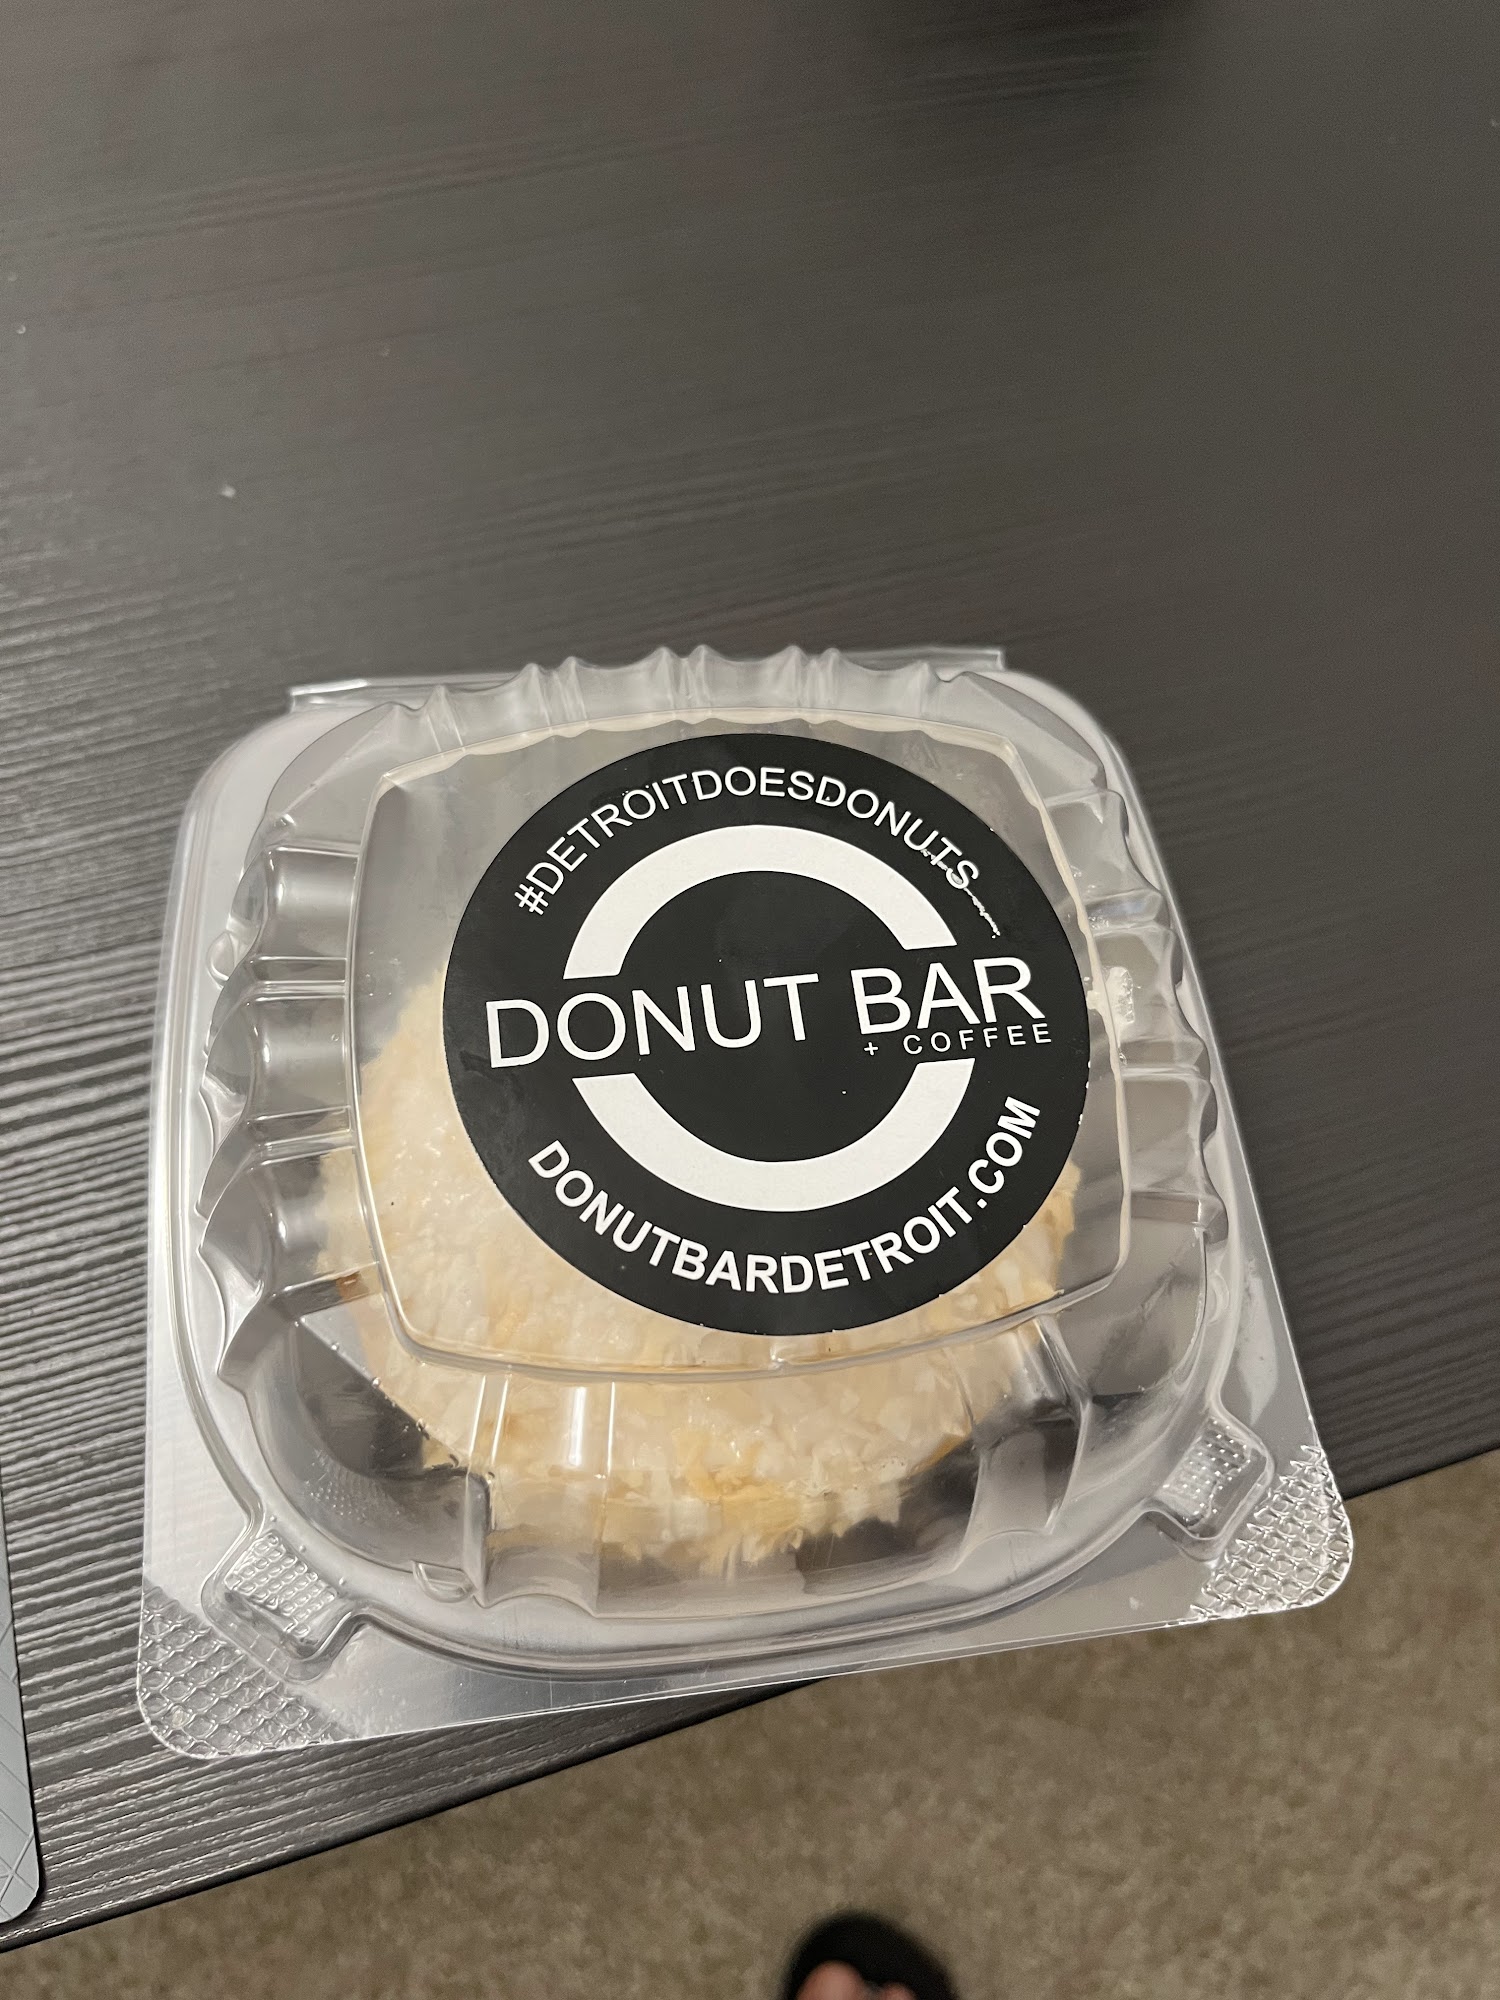 #DETROITDOESDONUTS
DONUT BAR
+ COFFEE
DONUTBARDETROIT.COM